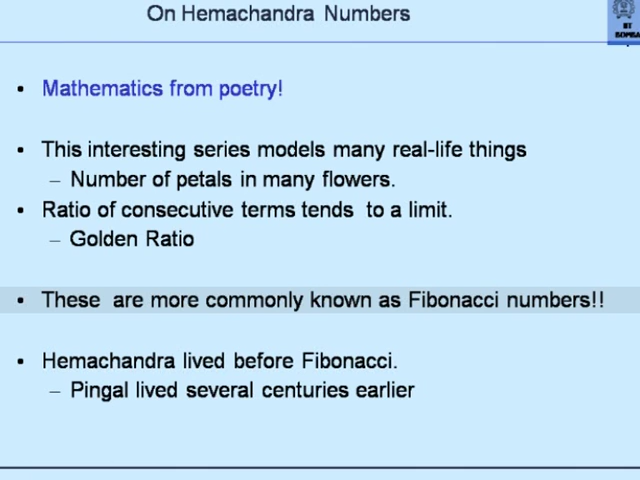 On Hemachandra Numbers
IIT
BOMBAY
• Mathematics from poetry!
• This interesting series models many real-life things
– Number of petals in many flowers.
• Ratio of consecutive terms tends to a limit.
– Golden Ratio
• These are more commonly known as Fibonacci numbers!!
• Hemachandra lived before Fibonacci.
– Pingal lived several centuries earlier